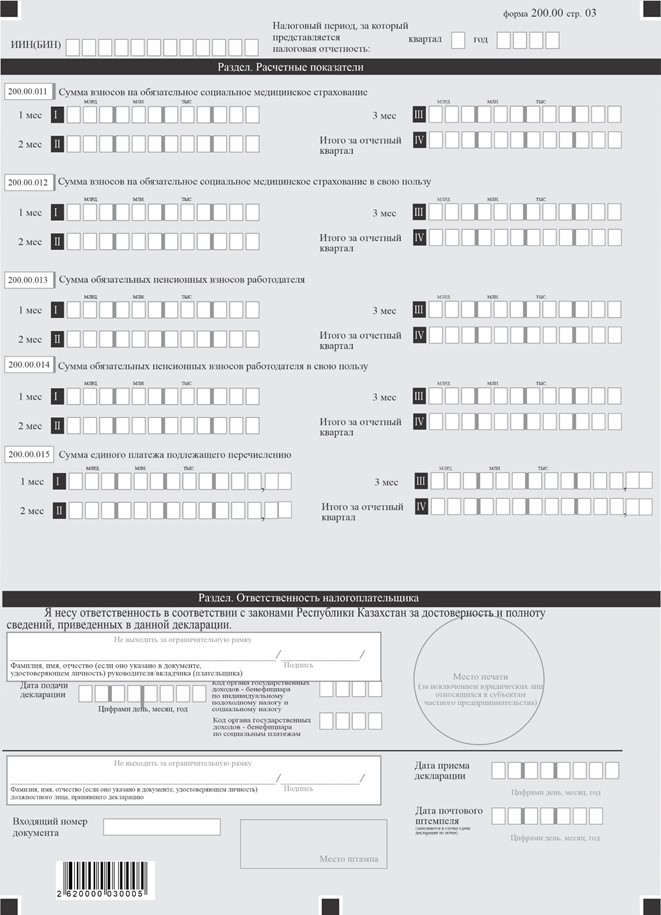 форма 200.00 стр. 03
Налоговый период, за который
представляется
налоговая отчетность:
ИИН(БИН)
квартал
год
Раздел. Расчетные показатели
200.00.011 Сумма взносов на обязательное социальное медицинское страхование
МЛРД МЛН ТЫС МЛРД МЛН ТЫС
1 мес I 3 мес III
2 мес II Итого за отчетный IV
квартал
200.00.012 Сумма взносов на обязательное социальное медицинское страхование в свою пользу
МЛРД МЛН ТЫС МЛРД МЛН ТЫС
1 мес I 3 мес III
2 мес II Итого за отчетный IV
квартал
200.00.013 Сумма обязательных пенсионных взносов работодателя
МЛРД МЛН ТЫС МЛРД МЛН ТЫС
1 мес I 3 мес III
2 мес II Итого за отчетный IV
квартал
200.00.014 Сумма обязательных пенсионных взносов работодателя в свою пользу
МЛРД МЛН ТЫС МЛРД МЛН ТЫС
1 мес I 3 мес III
2 мес II Итого за отчетный IV
квартал
200.00.015 Сумма единого платежа подлежащего перечислению
МЛРД МЛН ТЫС МЛРД МЛН ТЫС
1 мес I , 3 мес III ,
2 мес II , Итого за отчетный IV ,
квартал
Раздел. Ответственность налогоплательщика
Я несу ответственность в соответствии с законами Республики Казахстан за достоверность и полноту
сведений, приведенных в данной декларации.
Не выходить за ограничительную рамку
/ /
Фамилия, имя, отчество (если оно указано в документе, Подпись
удостоверяющем личность) руководителя/вкладчика (плательщика)
Место печати
(за исключением юридических лиц
относящихся к субъектам
частного предпринимательства)
Дата подачи
декларации
Цифрами день, месяц, год
Код органа государственных
доходов - бенефициара
по индивидуальному
подоходному налогу и
социальному налогу
Код органа государственных
доходов - бенефициара
по социальным платежам
Не выходить за ограничительную рамку
/ /
Фамилия, имя, отчество (если оно указано в документе, удостоверяющем личность) Подпись
должностного лица, принявшего декларацию
Дата приема
декларации
Цифрами день, месяц, год
Дата почтового
штемпеля
(заполняется в случае сдачи
декларации по почте)
Цифрами день, месяц, год
Входящий номер
документа
Место штампа
2 620000 030005